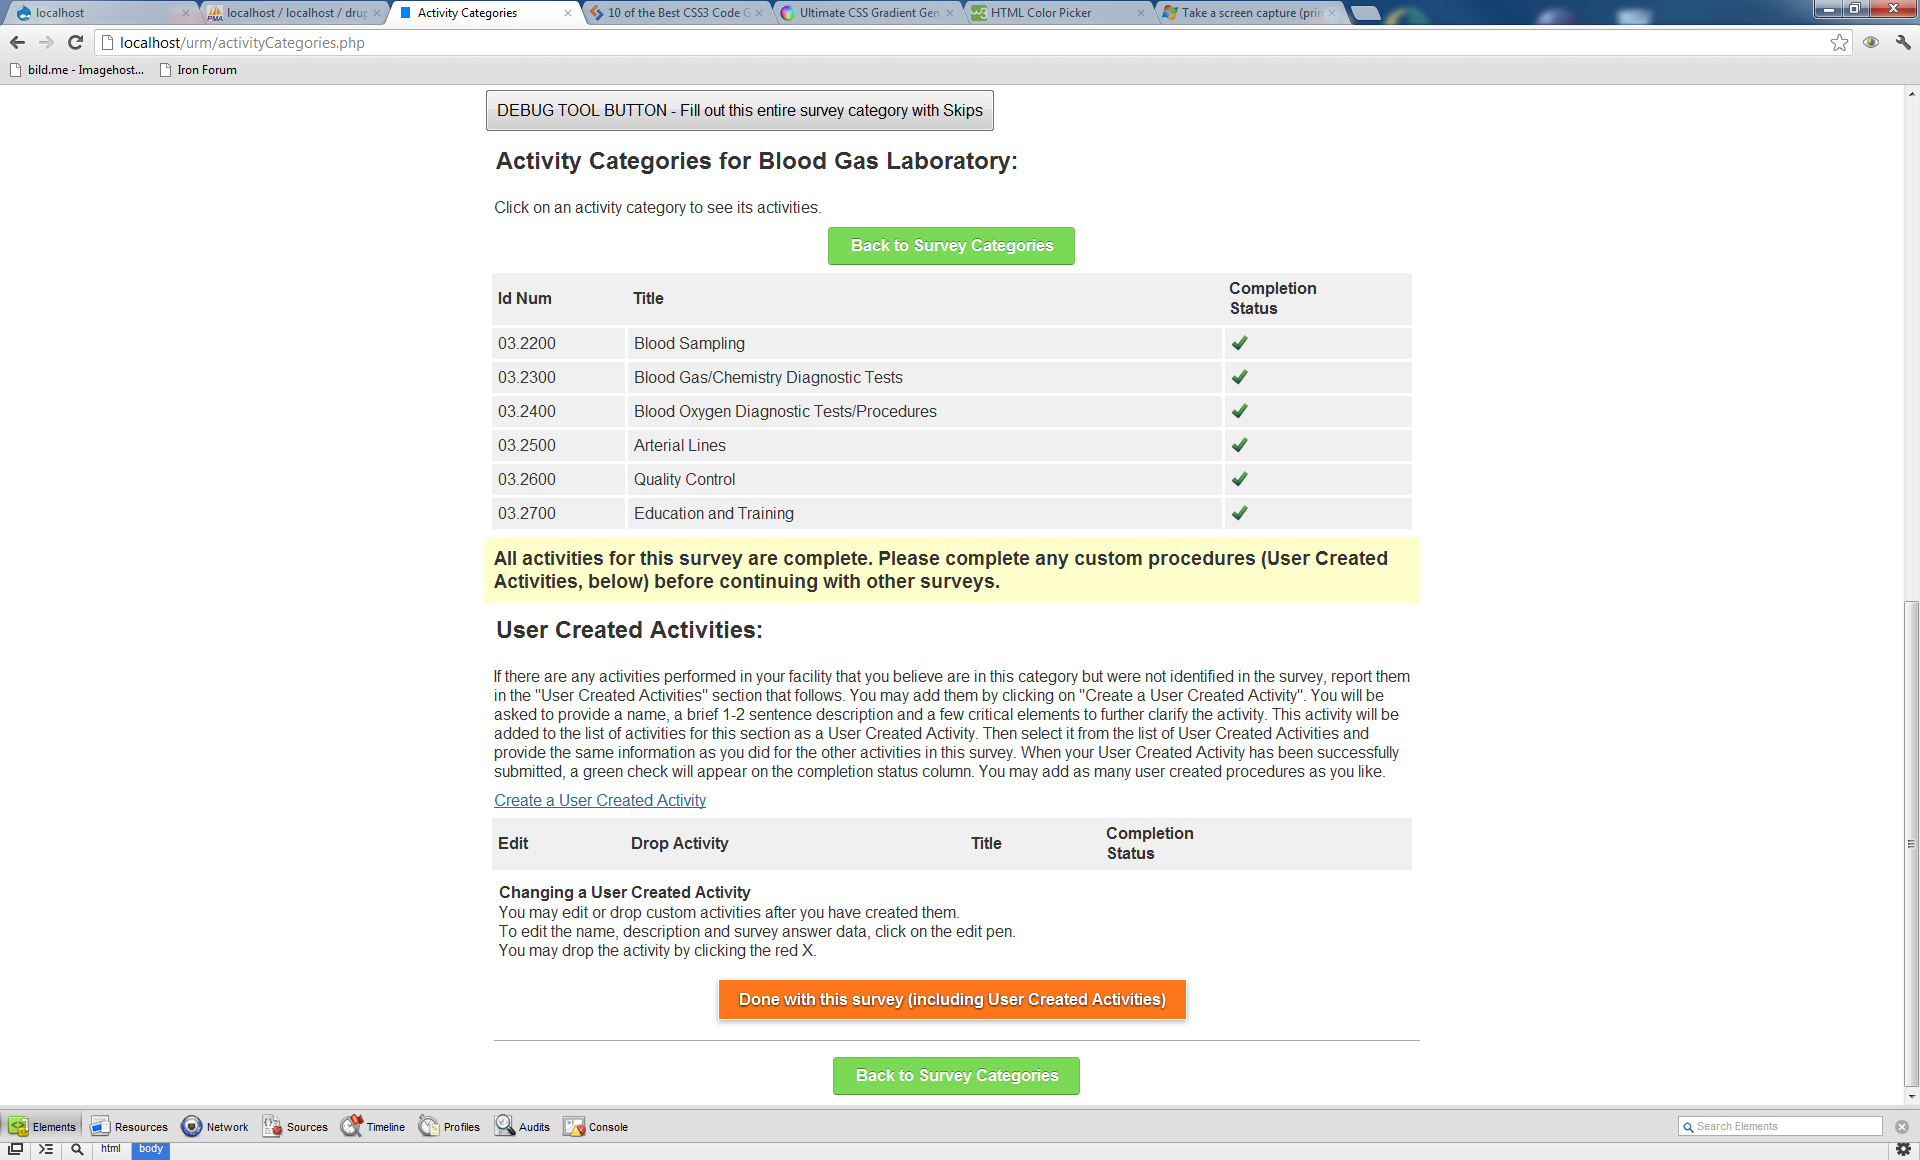 localhost
localhost / localhost / drup
Activity Categories
10 of the Best CSS3 Code G
Ultimate CSS Gradient Gen
HTML Color Picker
Take a screen capture (prin
localhost/urm/activityCategories.php
bild.me - Imagehost...
Iron Forum
DEBUG TOOL BUTTON - Fill out this entire survey category with Skips
Activity Categories for Blood Gas Laboratory:
Click on an activity category to see its activities.
Back to Survey Categories
Id Num Title Completion Status
03.2200 Blood Sampling
03.2300 Blood Gas/Chemistry Diagnostic Tests
03.2400 Blood Oxygen Diagnostic Tests/Procedures
03.2500 Arterial Lines
03.2600 Quality Control
03.2700 Education and Training
All activities for this survey are complete. Please complete any custom procedures (User Created
Activities, below) before continuing with other surveys.
User Created Activities:
If there are any activities performed in your facility that you believe are in this category but were not identified in the survey, report them
in the "User Created Activities" section that follows. You may add them by clicking on "Create a User Created Activity". You will be
asked to provide a name, a brief 1-2 sentence description and a few critical elements to further clarify the activity. This activity will be
added to the list of activities for this section as a User Created Activity. Then select it from the list of User Created Activities and
provide the same information as you did for the other activities in this survey. When your User Created Activity has been successfully
submitted, a green check will appear on the completion status column. You may add as many user created procedures as you like.
Create a User Created Activity
Edit Drop Activity Title Completion Status
Changing a User Created Activity
You may edit or drop custom activities after you have created them.
To edit the name, description and survey answer data, click on the edit pen.
You may drop the activity by clicking the red X.
Done with this survey (including User Created Activities)
Back to Survey Categories
Elements Resources Network Sources Timeline Profiles Audits Console Search Elements
html body